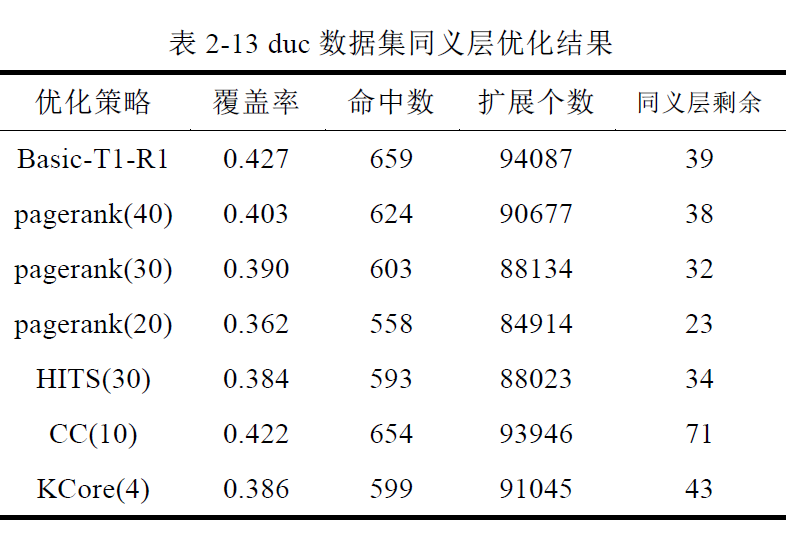 表 2-13 duc 数据集同义层优化结果
优化策略 覆盖率 命中数 扩展个数 同义层剩余
Basic-T1-R1 0.427 659 94087 39
pagerank(40) 0.403 624 90677 38
pagerank(30) 0.390 603 88134 32
pagerank(20) 0.362 558 84914 23
HITS(30) 0.384 593 88023 34
CC(10) 0.422 654 93946 71
KCore(4) 0.386 599 91045 43